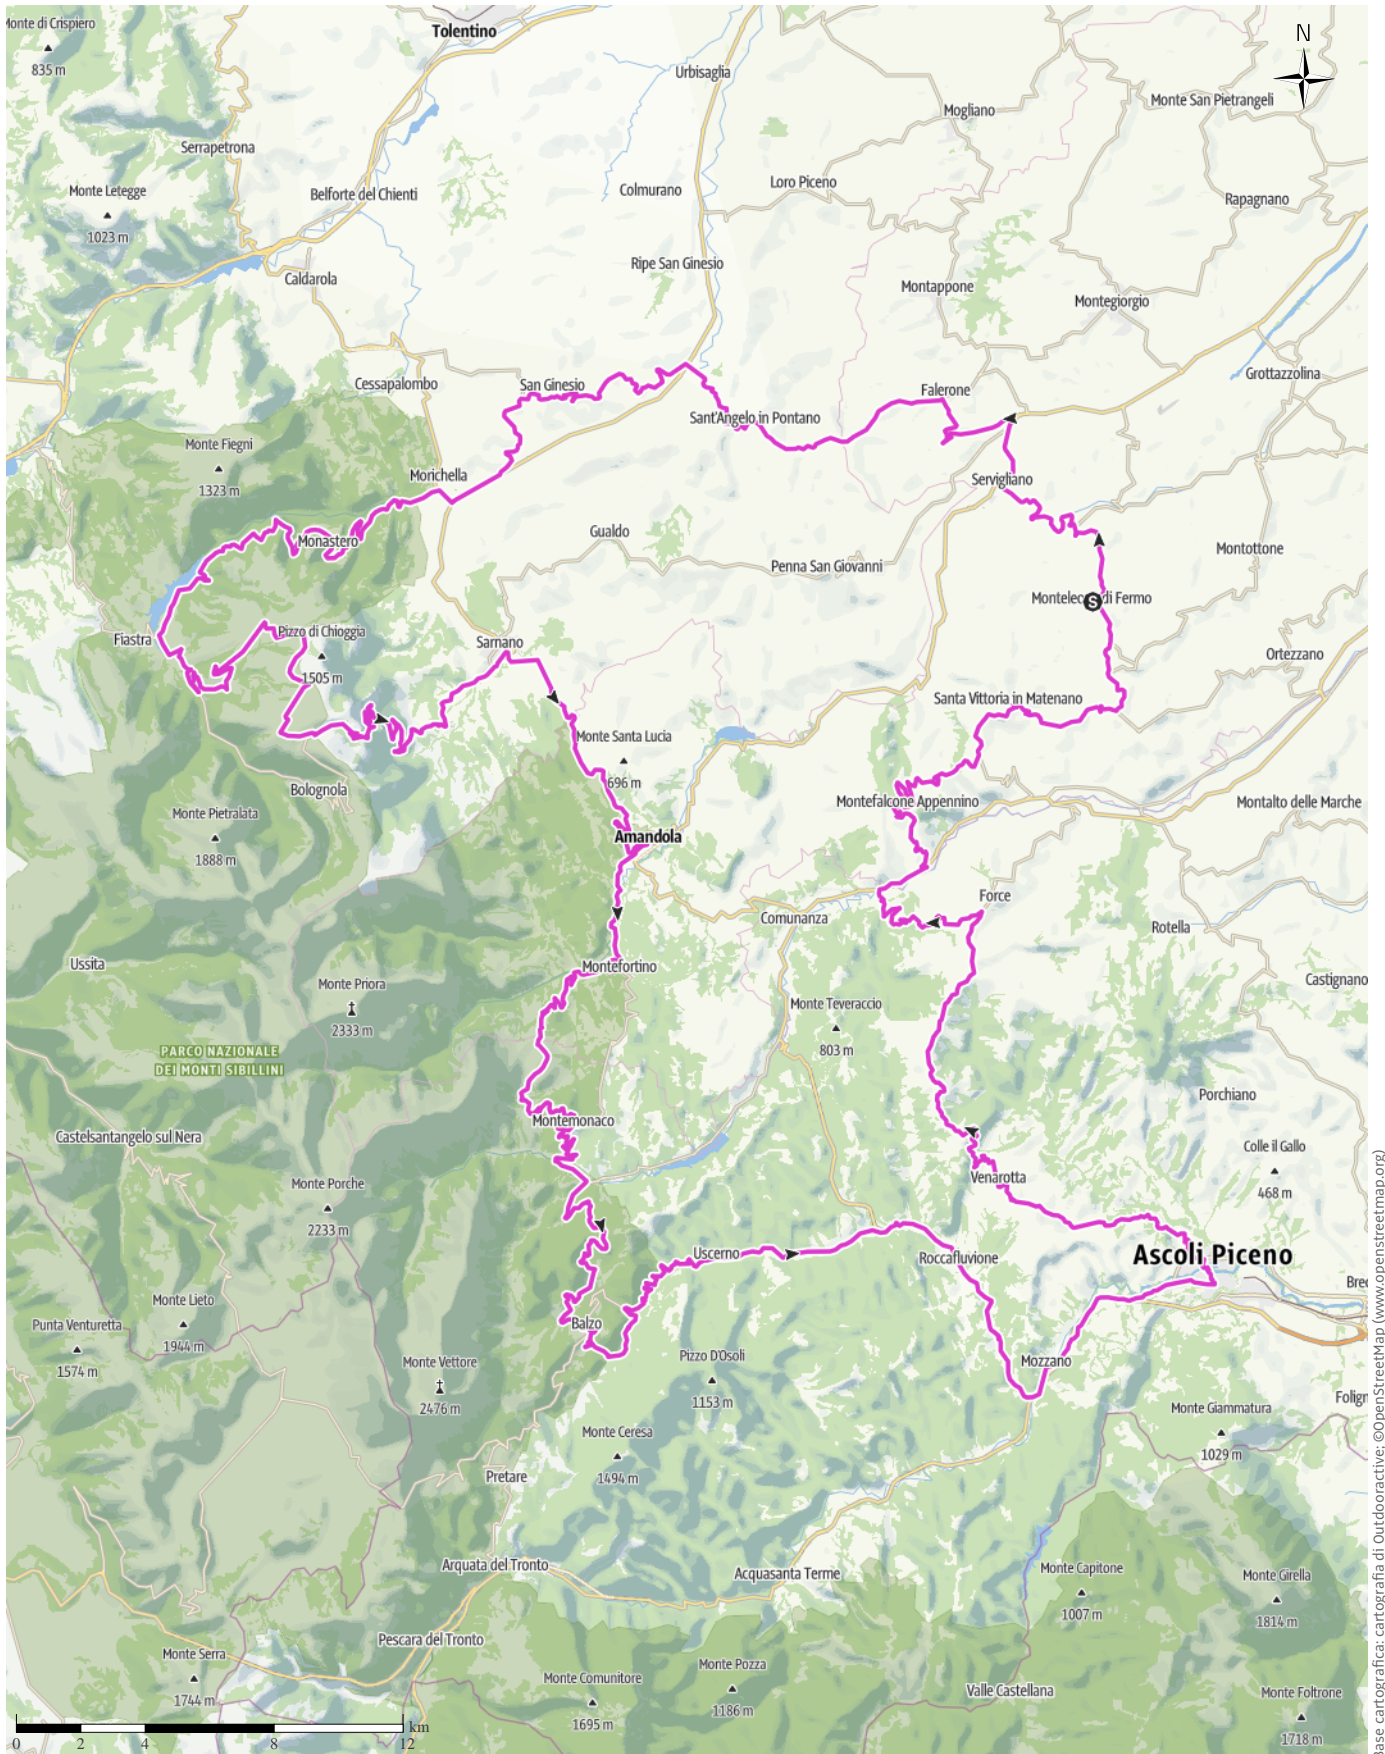 Monte di Crispiero
835 m
Tolentino
N
Urbisaglia
Mogliano
Monte San Pietrangeli
Serrapetrona
Monte Letegge
1023 m
Belforte del Chienti
Colmurano
Loro Piceno
Rapagnano
Caldarola
Ripe San Ginesio
Montappone
Montegiorgio
Cessapalombo
San Ginesio
Falerone
Grottazzolina
Sant'Angelo in Pontano
Monte Fiegni
1323 m
Morichella
Servigliano
Monastero
Gualdo
Penna San Giovanni
Montottone
S
di Fermo
Fiastra
Pizzo di Chioggia
1505 m
Sarnano
Ortezzano
Santa Vittoria in Matenano
Monte Santa Lucia
696 m
Bolognola
Monte Pietralata
1888 m
Montefalcone Appennino
Montalto delle Marche
Amandola
Force
Comunanza
Rotella
Ussita
Montefortino
Castignano
Monte Priora
2333 m
Monte Teveraccio
803 m
PARCO NAZIONALE
DEI MONTI SIBILLINI
Porchiano
Castelsantangelo sul Nera
Montemonaco
Colle il Gallo
468 m
Monte Porche
2233 m
Venarotta
Uscerno
Roccafluvione
Ascoli Piceno
Monte Lieto
1944 m
Punta Venturetta
1574 m
Balzo
Monte Vettore
2476 m
Pizzo D'Osoli
1153 m
Mozzano
Monte Giammatura
1029 m
Monte Ceresa
1494 m
Pretare
Arquata del Tronto
Acquasanta Terme
Monte Capitone
1007 m
Monte Girella
1814 m
Pescara del Tronto
Monte Serra
1744 m
Monte Comunitore
1695 m
Monte Pozza
1186 m
Valle Castellana
Monte Foltrone
1718 m
km
0 2 4 8 12
ase cartografica: cartografia di Outdooractive; ©OpenStreetMap (www.openstreetmap.org)